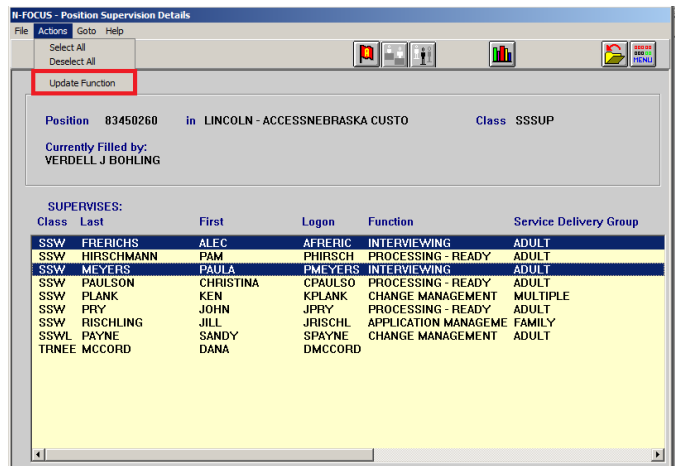 N-FOCUS - Position Supervision Details
File Actions Goto Help
Select All
Deselect All
Update Function
MENU
Position 83450260 in LINCOLN - ACCESSNEBRASKA CUSTO Class SSSUP
Currently Filled by:
VERDELL J BOHLING
SUPERVISES:
Class Last First Logon Function Service Delivery Group
SSW FRERICHS ALEC AFRERIC INTERVIEWING ADULT
SSW HIRSCHMANN PAM PHIRSCH PROCESSING - READY ADULT
SSW MEYERS PAULA PMEYERS INTERVIEWING ADULT
SSW PAULSON CHRISTINA CPAULSO PROCESSING - READY ADULT
SSW PLANK KEN KPLANK CHANGE MANAGEMENT MULTIPLE
SSW PRY JOHN JPRY PROCESSING - READY ADULT
SSW RISCHLING JILL JRISCHL APPLICATION MANAGEME FAMILY
SSWL PAYNE SANDY SPAYNE CHANGE MANAGEMENT ADULT
TRNEE MCCORD DANA DMCCORD